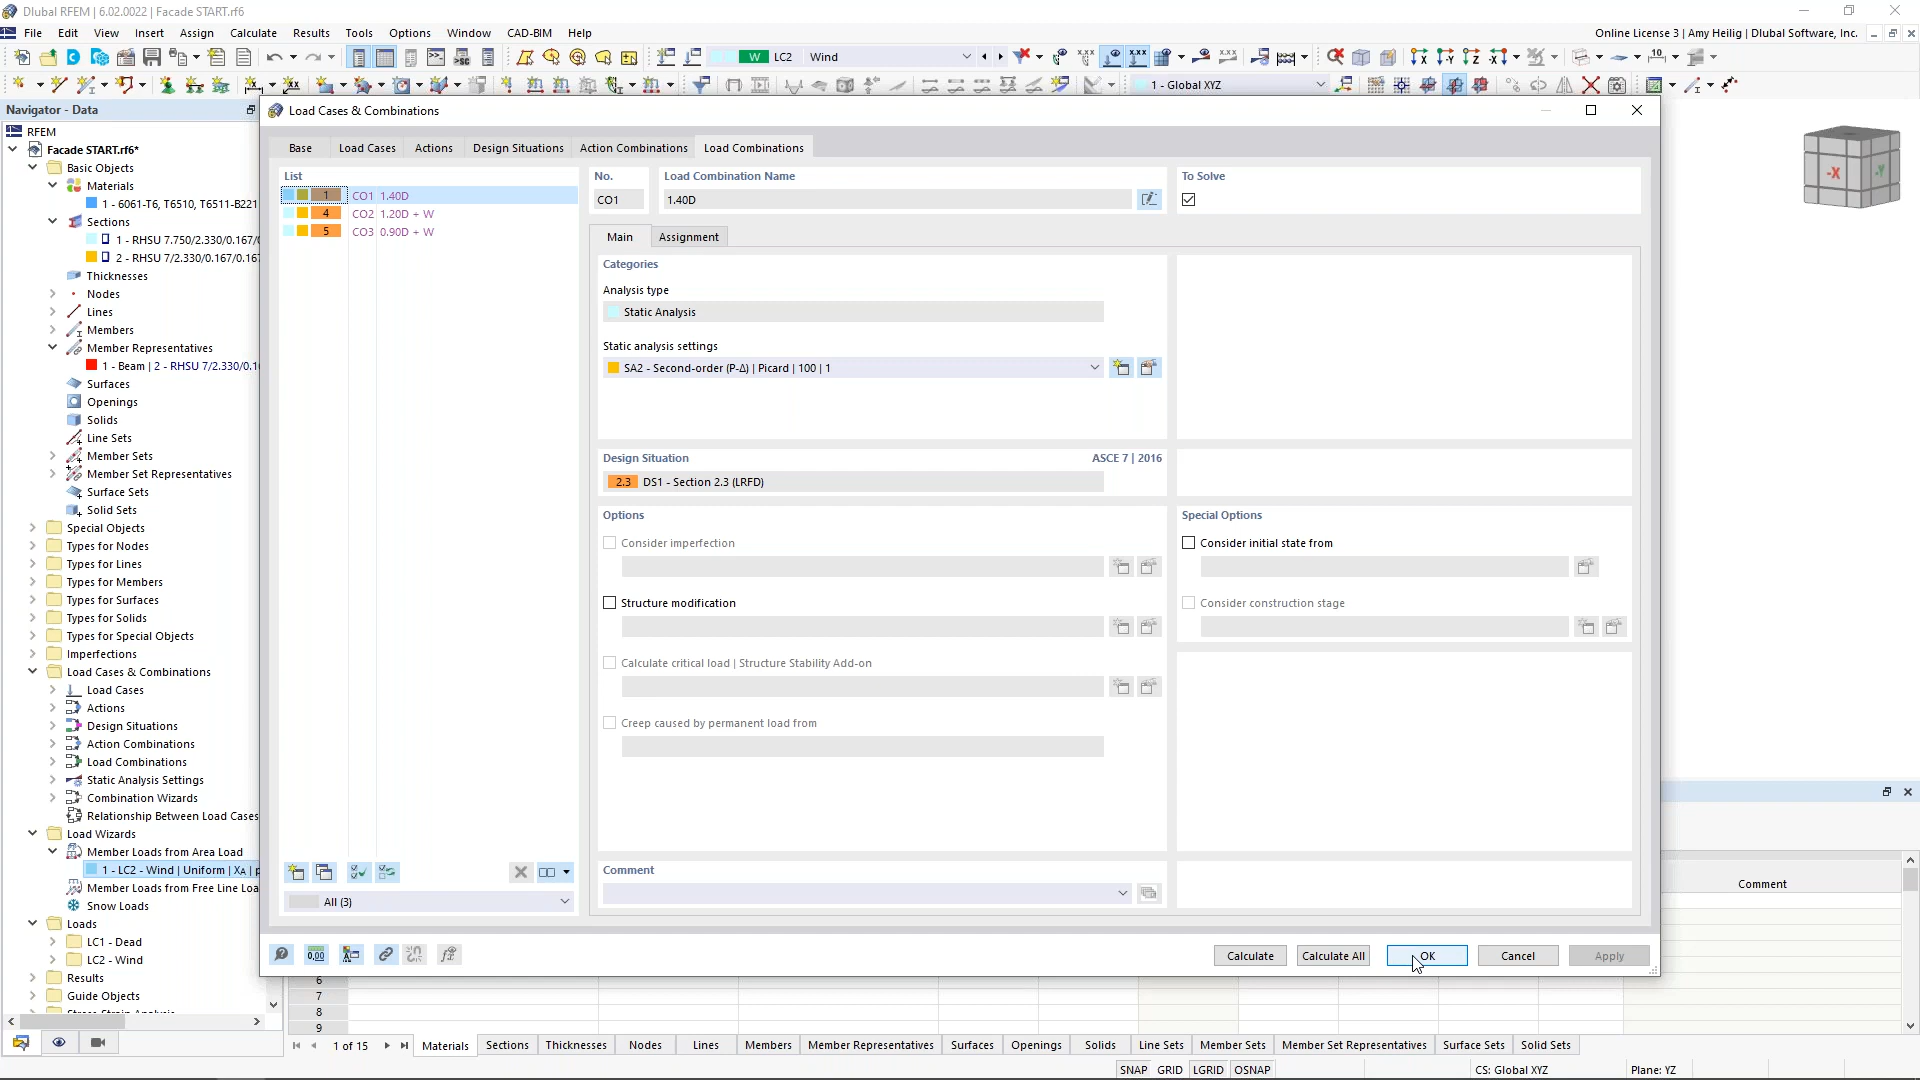 Dlubal RFEM | 6.02.0022 | Facade START.rf6
File Edit View Insert Assign Calculate Results Tools Options Window CAD-BIM Help
Online License 3 | Amy Heilig | Dlubal Software, Inc.
W LC2 Wind
1 - Global XYZ
Navigator - Data
RFEM
Facade START.rf6*
Basic Objects
Materials
1 - 6061-T6, T6510, T6511-B221
Sections
1 - RHSU 7.750/2.330/0.167/
2 - RHSU 7/2.330/0.167/0.16
Thicknesses
Nodes
Lines
Members
Member Representatives
1 - Beam | 2 - RHSU 7/2.330/0.1
Surfaces
Openings
Solids
Line Sets
Member Sets
Member Set Representatives
Surface Sets
Solid Sets
Special Objects
Types for Nodes
Types for Lines
Types for Members
Types for Surfaces
Types for Solids
Types for Special Objects
Imperfections
Load Cases & Combinations
Load Cases
Actions
Design Situations
Action Combinations
Load Combinations
Static Analysis Settings
Combination Wizards
Relationship Between Load Cases
Load Wizards
Member Loads from Area Load
1 - LC2 - Wind | Uniform | XA | p
Member Loads from Free Line Loa
Snow Loads
Loads
LC1 - Dead
LC2 - Wind
Results
Guide Objects
Load Cases & Combinations
Base Load Cases Actions Design Situations Action Combinations Load Combinations
List
1 CO1 1.40D
4 CO2 1.20D + W
5 CO3 0.90D + W
All (3)
No.
CO1
Load Combination Name
1.40D
To Solve
Main Assignment
Categories
Analysis type
Static Analysis
Static analysis settings
SA2 - Second-order (P-Δ) | Picard | 100 | 1
Design Situation ASCE 7 | 2016
2.3 DS1 - Section 2.3 (LRFD)
Options
Consider imperfection
Structure modification
Calculate critical load | Structure Stability Add-on
Creep caused by permanent load from
Special Options
Consider initial state from
Consider construction stage
Comment
Calculate Calculate All OK Cancel Apply
-X -Y
Comment
6
7
8
9
1 of 15 Materials Sections Thicknesses Nodes Lines Members Member Representatives Surfaces Openings Solids Line Sets Member Sets Member Set Representatives Surface Sets Solid Sets
SNAP GRID LGRID OSNAP CS: Global XYZ Plane: YZ